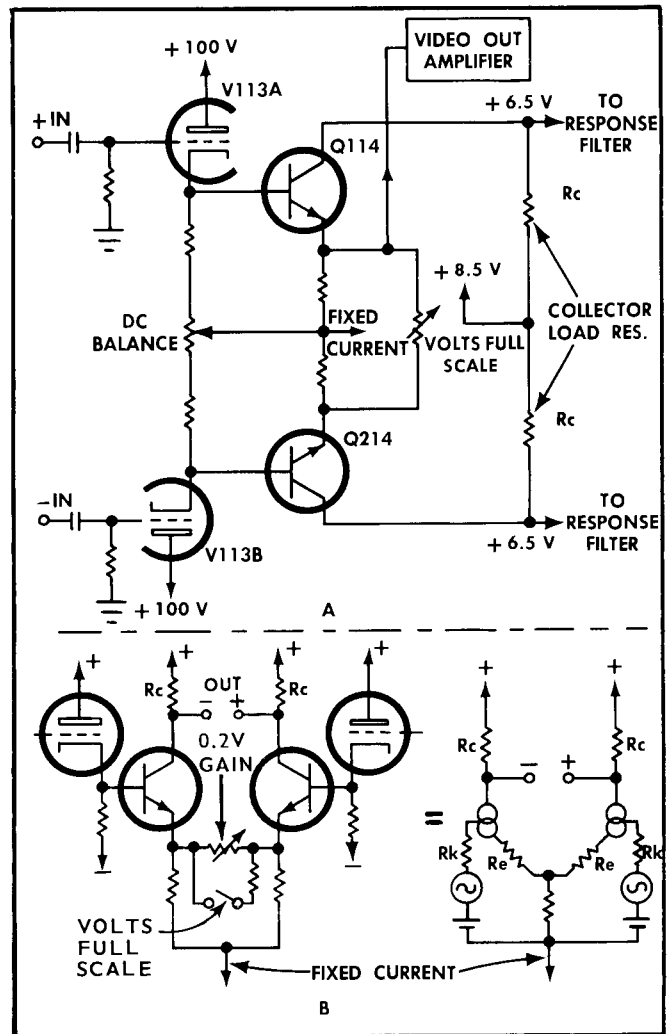 VIDEO OUT
AMPLIFIER
+ 100 V
V113A
+ 6.5 V
TO
RESPONSE
FILTER
+ IN
Q114
Rc
+ 8.5 V
DC
BALANCE
FIXED
CURRENT
VOLTS FULL
SCALE
COLLECTOR
LOAD RES.
Rc
Q214
– IN
V113B
TO
RESPONSE
FILTER
+ 6.5 V
+ 100 V
A
+
+
+
+
Rc
OUT
– +
Rc
0.2V
GAIN
–
–
VOLTS
FULL
SCALE
=
+
+
Rc
Rc
– +
Rk
Re
Re
Rk
FIXED CURRENT
B